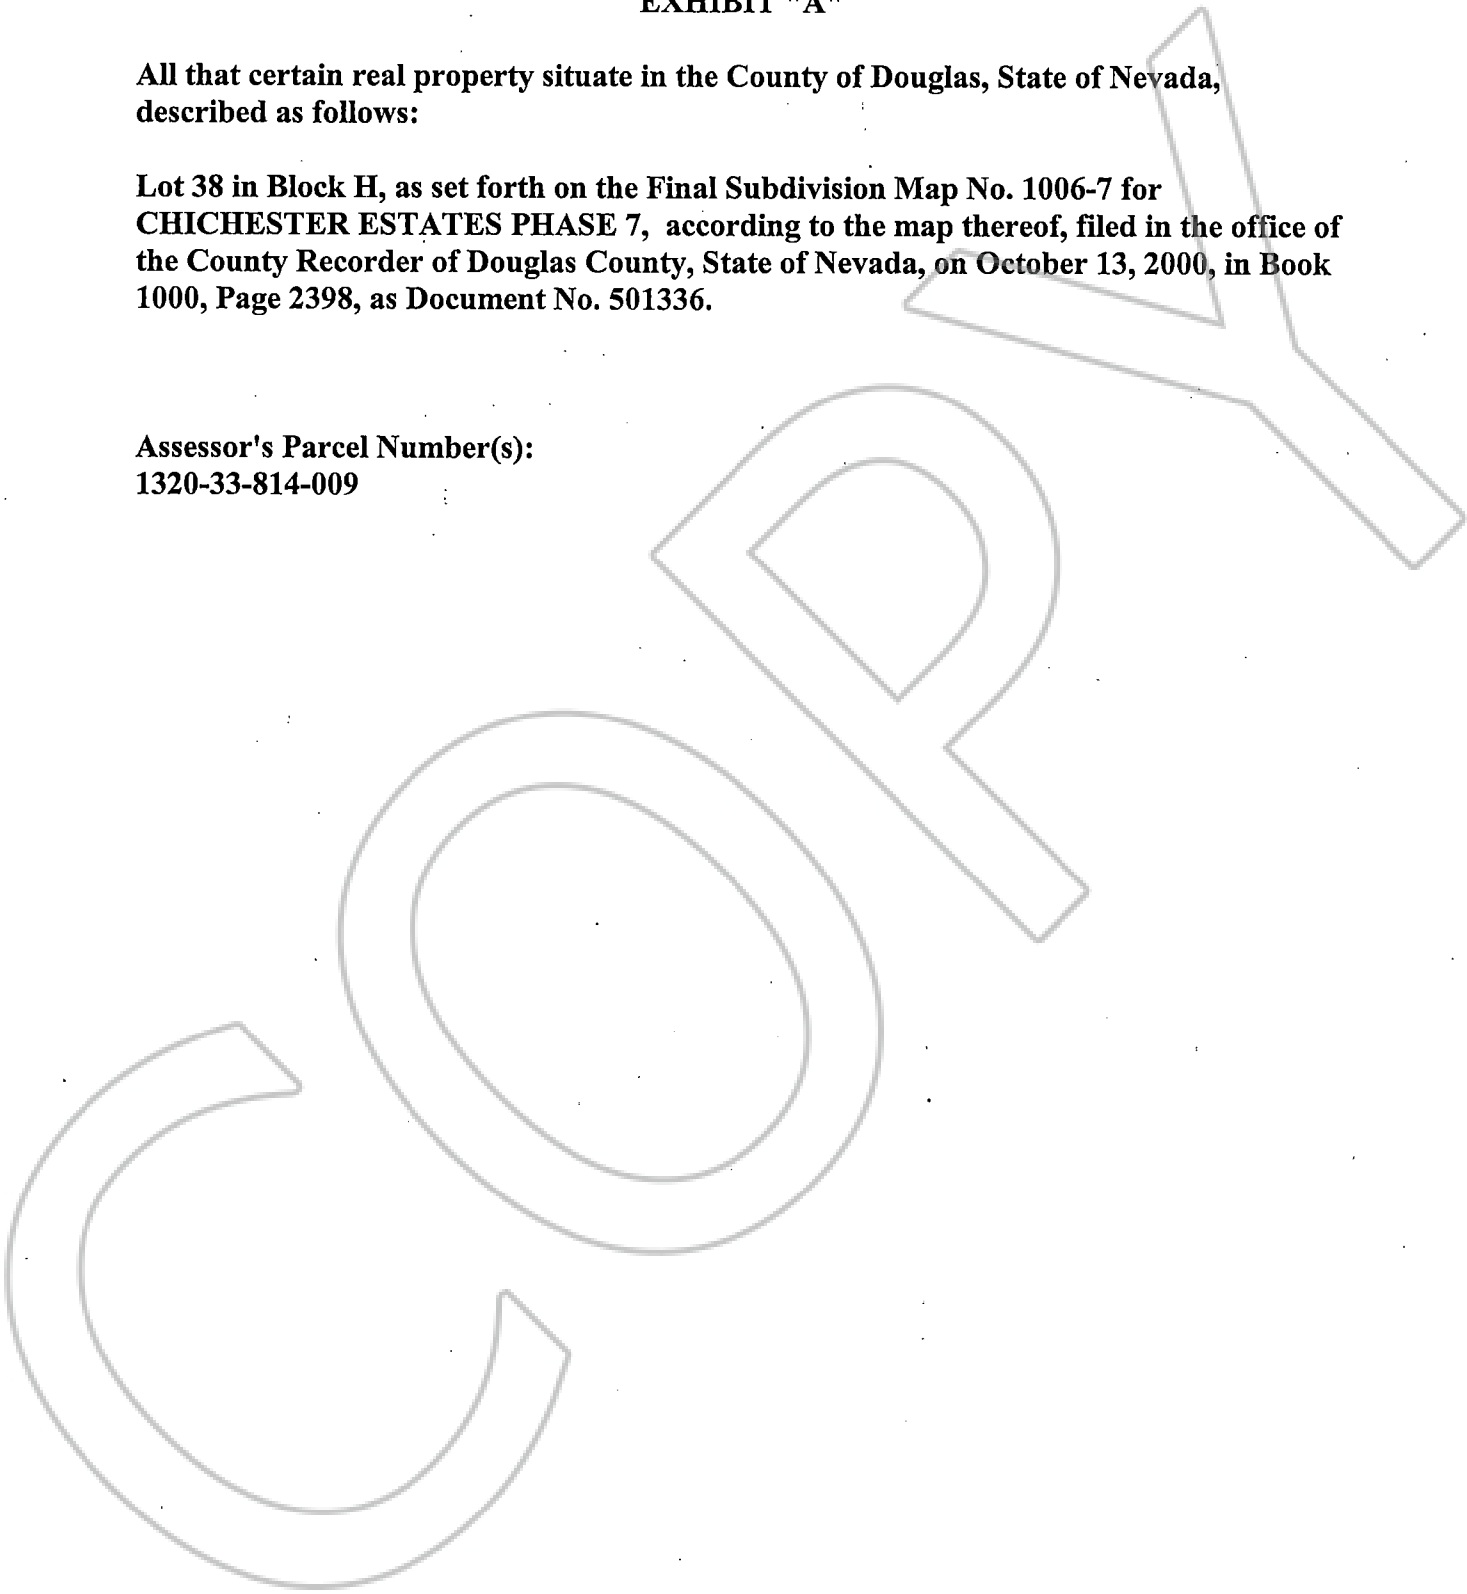 EXHIBIT "A"
All that certain real property situate in the County of Douglas, State of Nevada,
described as follows:
Lot 38 in Block H, as set forth on the Final Subdivision Map No. 1006-7 for
CHICHESTER ESTATES PHASE 7, according to the map thereof, filed in the office of
the County Recorder of Douglas County, State of Nevada, on October 13, 2000, in Book
1000, Page 2398, as Document No. 501336.
Assessor's Parcel Number(s):
1320-33-814-009
COPY